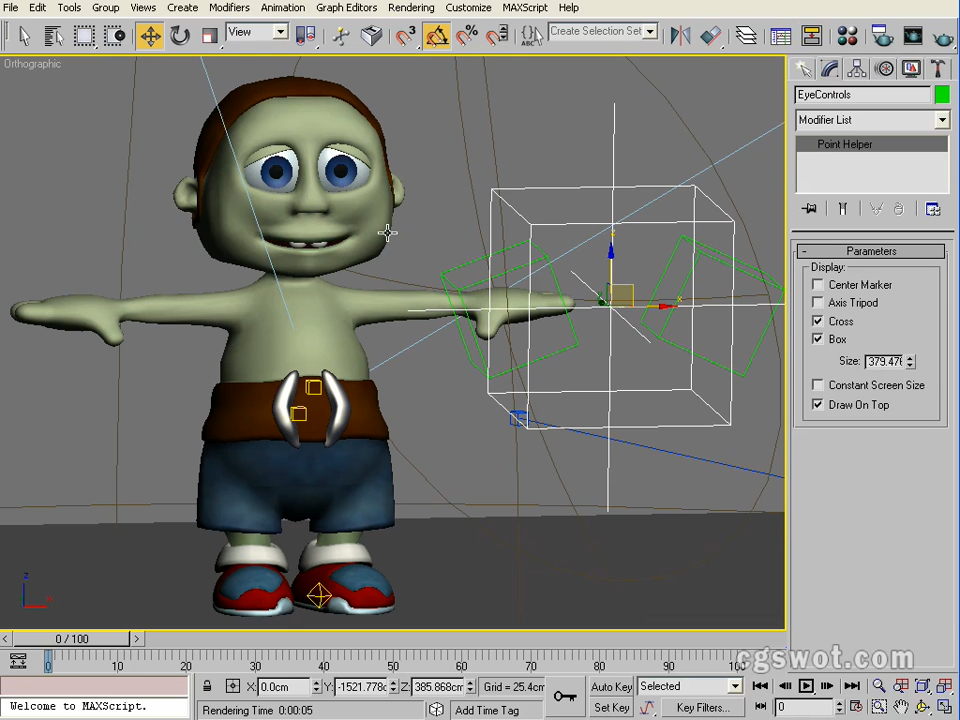 File Edit Tools Group Views Create Modifiers Animation Graph Editors Rendering Customize MAXScript Help
View
Create Selection Set
Orthographic
EyeControls
Modifier List
Point Helper
- Parameters
Display:
Center Marker
Axis Tripod
Cross
Box
Size: 379.476
Constant Screen Size
Draw On Top
z
x
z
< 0 / 100 >
0 10 20 30 40 50 60 70 80 90 100
cgswot.com
X: 0.0cm Y: -1521.778c Z: 385.868cm Grid = 25.4cm Auto Key Selected
Welcome to MAXScript. Rendering Time 0:00:05 Add Time Tag Set Key Key Filters... 0